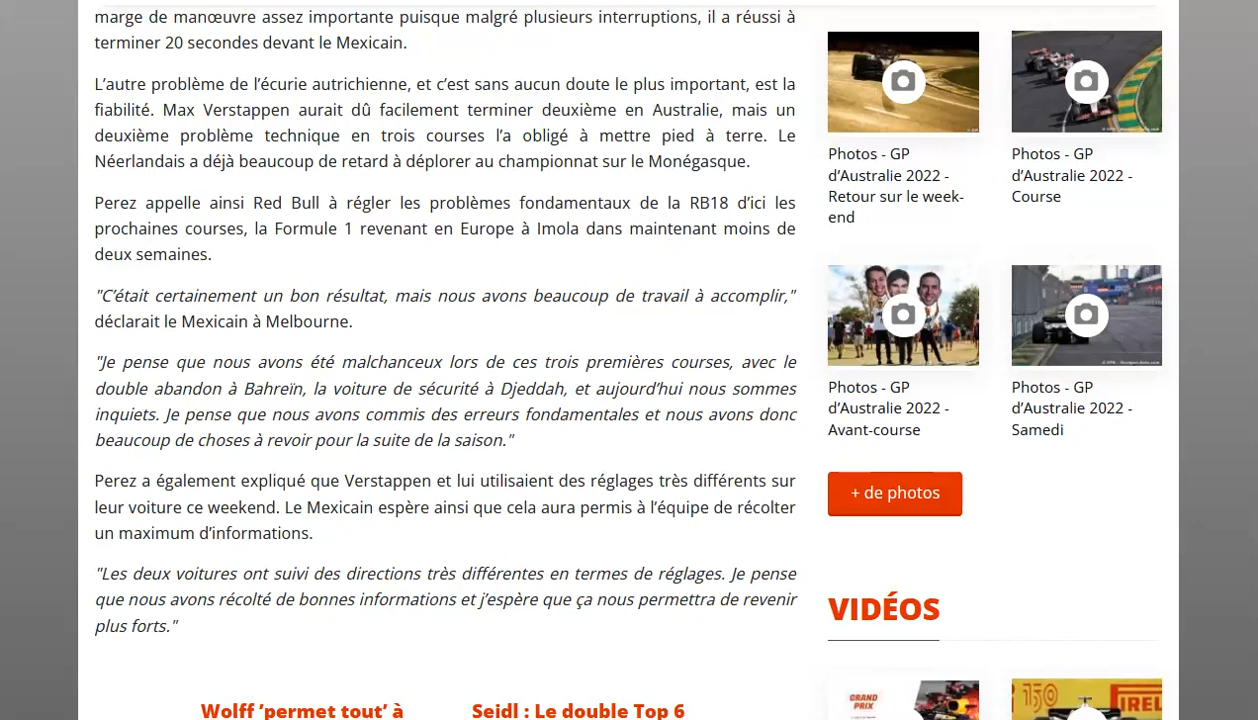 marge de manœuvre assez importante puisque malgré plusieurs interruptions, il a réussi à
terminer 20 secondes devant le Mexicain.
L’autre problème de l’écurie autrichienne, et c’est sans aucun doute le plus important, est la
fiabilité. Max Verstappen aurait dû facilement terminer deuxième en Australie, mais un
deuxième problème technique en trois courses l’a obligé à mettre pied à terre. Le
Néerlandais a déjà beaucoup de retard à déplorer au championnat sur le Monégasque.
Perez appelle ainsi Red Bull à régler les problèmes fondamentaux de la RB18 d’ici les
prochaines courses, la Formule 1 revenant en Europe à Imola dans maintenant moins de
deux semaines.
"C’était certainement un bon résultat, mais nous avons beaucoup de travail à accomplir,"
déclarait le Mexicain à Melbourne.
"Je pense que nous avons été malchanceux lors de ces trois premières courses, avec le
double abandon à Bahreïn, la voiture de sécurité à Djeddah, et aujourd’hui nous sommes
inquiets. Je pense que nous avons commis des erreurs fondamentales et nous avons donc
beaucoup de choses à revoir pour la suite de la saison."
Perez a également expliqué que Verstappen et lui utilisaient des réglages très différents sur
leur voiture ce weekend. Le Mexicain espère ainsi que cela aura permis à l’équipe de récolter
un maximum d’informations.
"Les deux voitures ont suivi des directions très différentes en termes de réglages. Je pense
que nous avons récolté de bonnes informations et j’espère que ça nous permettra de revenir
plus forts."
Wolff ’permet tout’ à
Seidl : Le double Top 6
Photos - GP
d’Australie 2022 -
Retour sur le week-
end
Photos - GP
d’Australie 2022 -
Course
Photos - GP
d’Australie 2022 -
Avant-course
Photos - GP
d’Australie 2022 -
Samedi
+ de photos
VIDÉOS
GRAND
PRIX
150
IREL